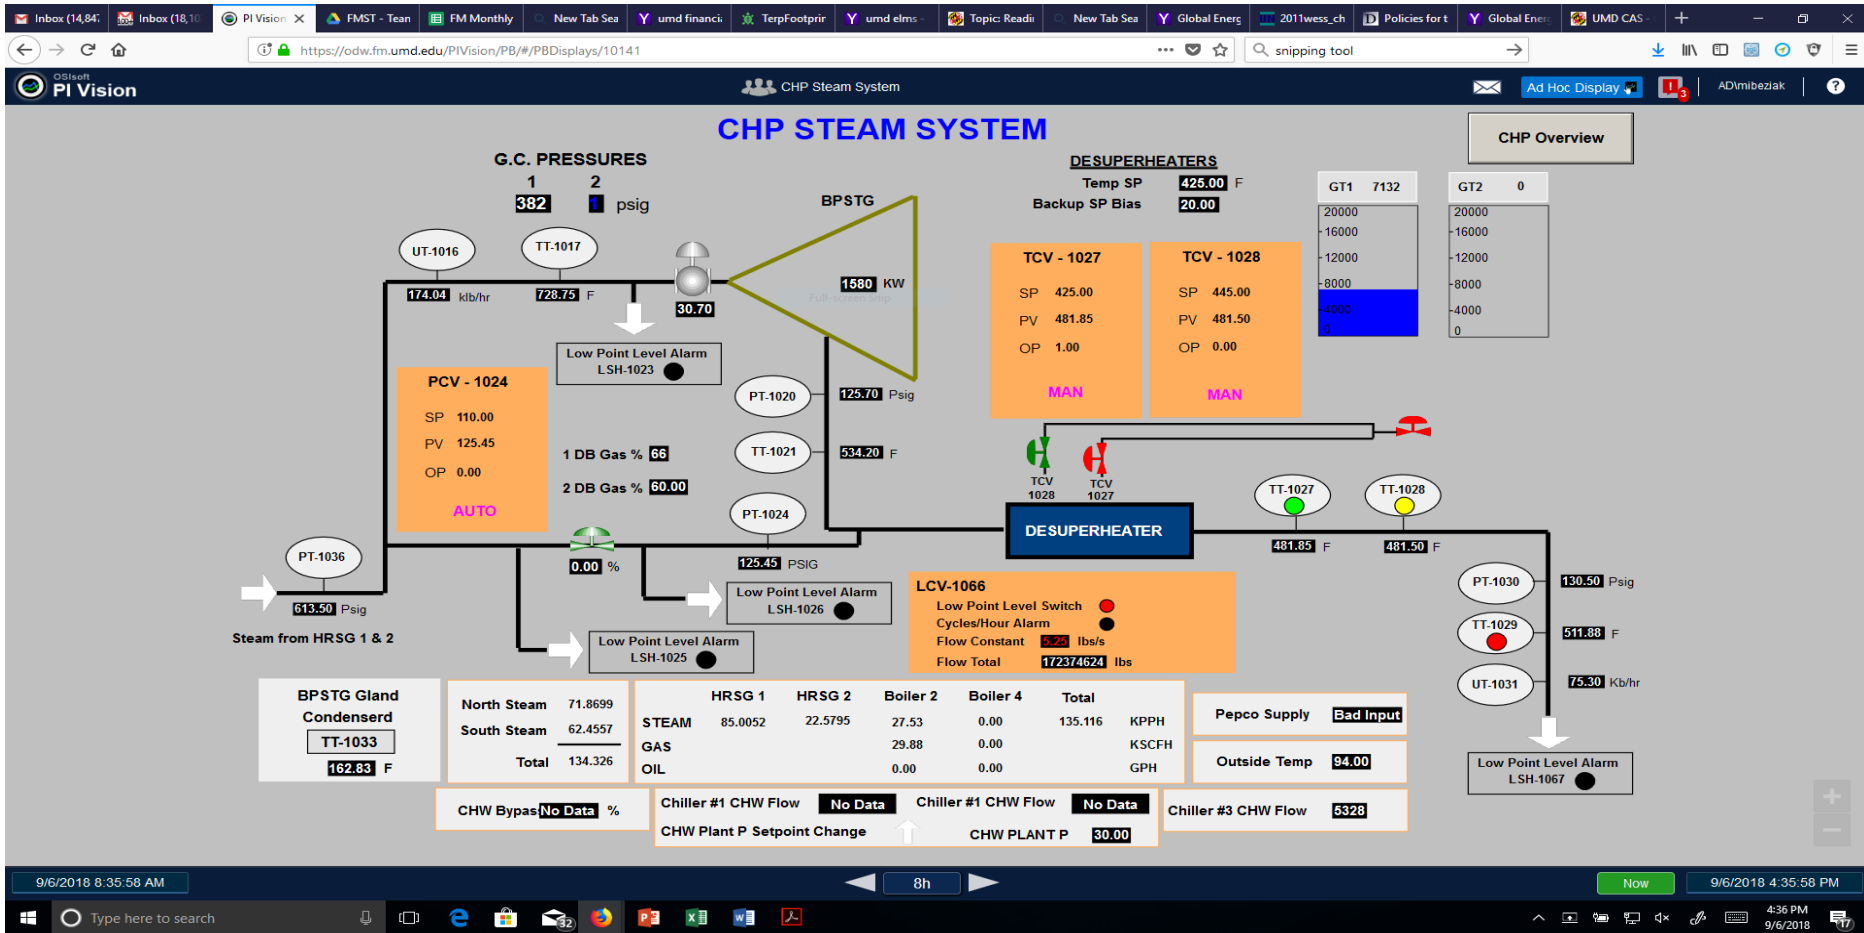 Inbox (14,847
Inbox (18,10
PI Vision
FMST - Tean
FM Monthly
New Tab Sea
umd financia
TerpFootprir
umd elms -
Topic: Readi
New Tab Sea
Global Energ
2011wess_ch
Policies for t
Global Ener
UMD CAS -
https://odw.fm.umd.edu/PIVision/PB/#/PBDisplays/10141
snipping tool
OSIsoft
PI Vision
CHP Steam System
Ad Hoc Display
3
AD\mibeziak
CHP STEAM SYSTEM
CHP Overview
G.C. PRESSURES
1 2
382 1 psig
DESUPERHEATERS
Temp SP 425.00 F
Backup SP Bias 20.00
GT1 7132
20000
16000
12000
8000
4000
0
GT2 0
20000
16000
12000
8000
4000
0
BPSTG
1580 KW
Full-screen Snip
UT-1016
174.04 klb/hr
TT-1017
728.75 F
30.70
Low Point Level Alarm
LSH-1023
TCV - 1027
SP 425.00
PV 481.85
OP 1.00
MAN
TCV - 1028
SP 445.00
PV 481.50
OP 0.00
MAN
PCV - 1024
SP 110.00
PV 125.45
OP 0.00
AUTO
1 DB Gas % 66
2 DB Gas % 60.00
PT-1020
125.70 Psig
TT-1021
534.20 F
PT-1024
125.45 PSIG
0.00 %
TCV
1028
TCV
1027
DESUPERHEATER
TT-1027
481.85 F
TT-1028
481.50 F
PT-1036
613.50 Psig
Steam from HRSG 1 & 2
Low Point Level Alarm
LSH-1026
Low Point Level Alarm
LSH-1025
LCV-1066
Low Point Level Switch
Cycles/Hour Alarm
Flow Constant 5.25 lbs/s
Flow Total 172374624 lbs
PT-1030
130.50 Psig
TT-1029
511.88 F
UT-1031
75.30 Kb/hr
Low Point Level Alarm
LSH-1067
BPSTG Gland
Condenserd
TT-1033
162.83 F
North Steam 71.8699
South Steam 62.4557
Total 134.326
HRSG 1 HRSG 2 Boiler 2 Boiler 4 Total
STEAM 85.0052 22.5795 27.53 0.00 135.116 KPPH
GAS 29.88 0.00 KSCFH
OIL 0.00 0.00 GPH
Pepco Supply Bad Input
Outside Temp 94.00
CHW Bypas: No Data %
Chiller #1 CHW Flow No Data Chiller #1 CHW Flow No Data
CHW Plant P Setpoint Change CHW PLANT P 30.00
Chiller #3 CHW Flow 5328
9/6/2018 8:35:58 AM
8h
Now
9/6/2018 4:35:58 PM
Type here to search
32
4:36 PM
9/6/2018
17